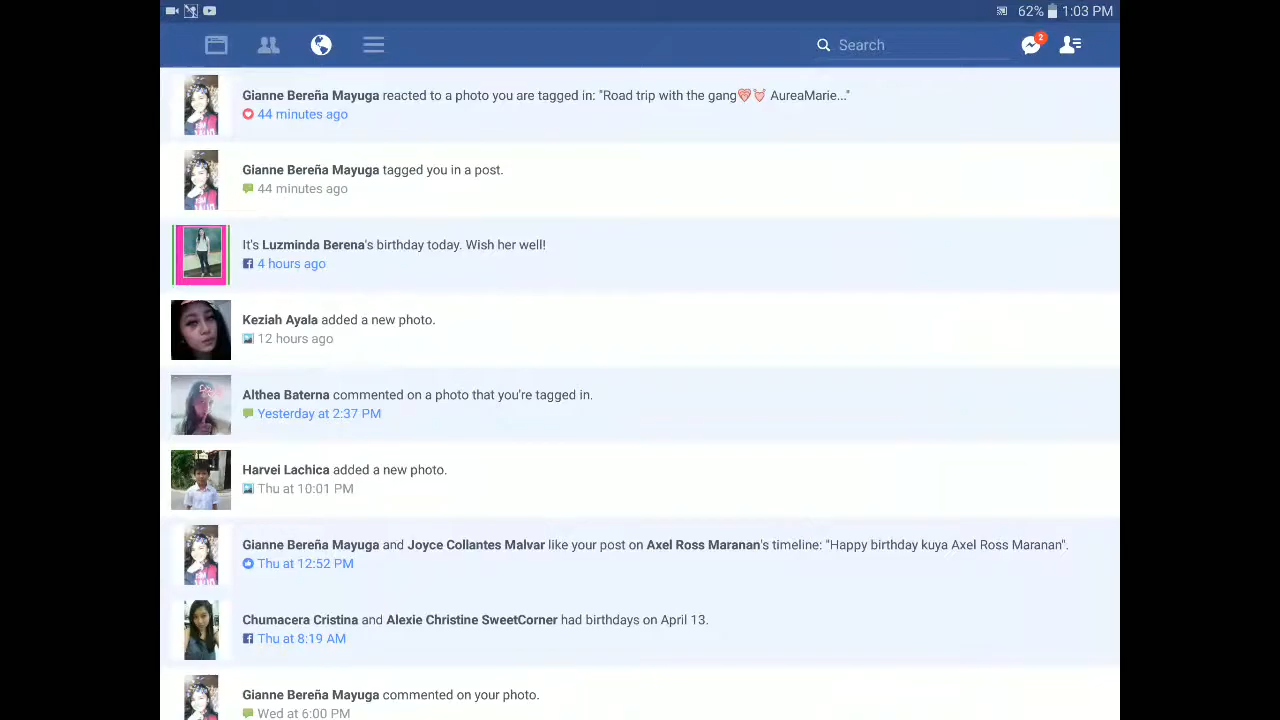 62% 1:03 PM
Search
2
Gianne Bereña Mayuga reacted to a photo you are tagged in: "Road trip with the gang AureaMarie..."
44 minutes ago
Gianne Bereña Mayuga tagged you in a post.
44 minutes ago
It's Luzminda Berena's birthday today. Wish her well!
4 hours ago
Keziah Ayala added a new photo.
12 hours ago
Althea Baterna commented on a photo that you're tagged in.
Yesterday at 2:37 PM
Harvei Lachica added a new photo.
Thu at 10:01 PM
Gianne Bereña Mayuga and Joyce Collantes Malvar like your post on Axel Ross Maranan's timeline: "Happy birthday kuya Axel Ross Maranan".
Thu at 12:52 PM
Chumacera Cristina and Alexie Christine SweetCorner had birthdays on April 13.
Thu at 8:19 AM
Gianne Bereña Mayuga commented on your photo.
Wed at 6:00 PM